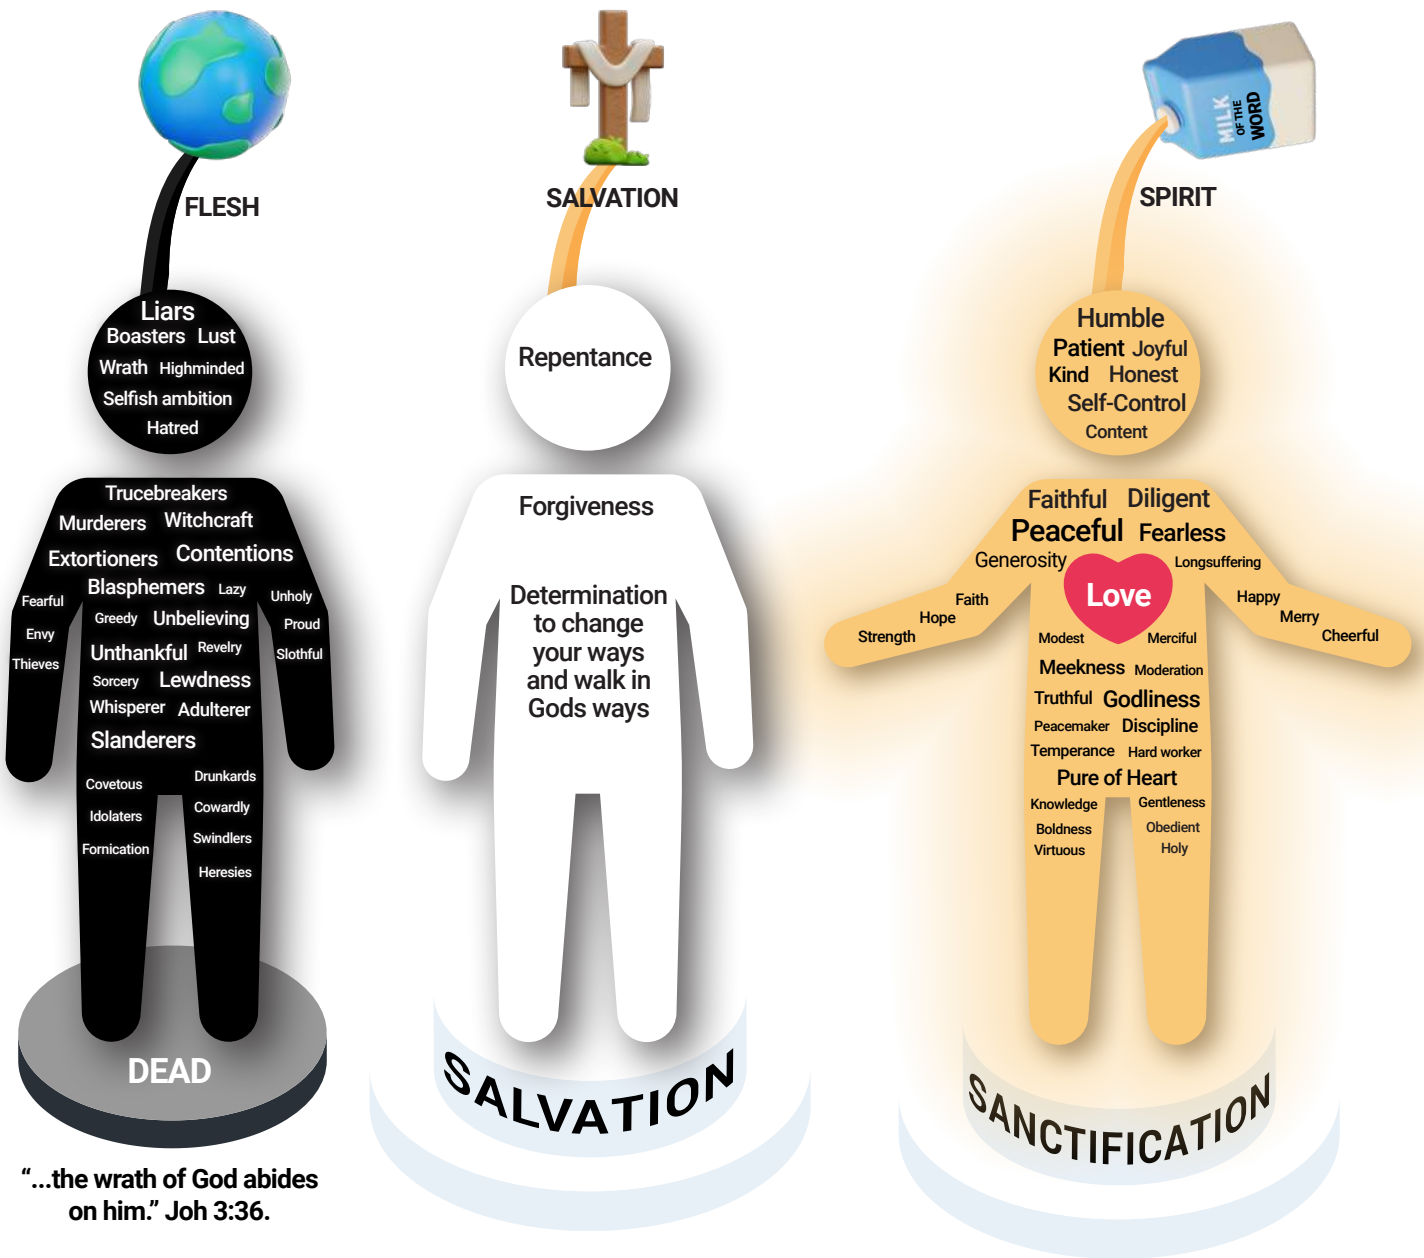 FLESH
Liars
Boasters Lust
Wrath Highminded
Selfish ambition
Hatred
Trucebreakers
Murderers Witchcraft
Extortioners Contentions
Blasphemers Lazy
Fearful
Unholy
Greedy Unbelieving
Proud
Envy
Unthankful Revelry
Slothful
Thieves
Sorcery Lewdness
Whisperer Adulterer
Slanderers
Covetous
Drunkards
Idolaters
Cowardly
Fornication
Swindlers
Heresies
DEAD
“...the wrath of God abides
on him.” Joh 3:36.
SALVATION
Repentance
Forgiveness
Determination
to change
your ways
and walk in
Gods ways
SALVATION
MILK
OF THE
WORD
SPIRIT
Humble
Patient Joyful
Kind Honest
Self-Control
Content
Faithful Diligent
Peaceful Fearless
Generosity
Longsuffering
Love
Faith
Hope
Strength
Happy
Merry
Cheerful
Modest
Merciful
Meekness Moderation
Truthful Godliness
Peacemaker Discipline
Temperance Hard worker
Pure of Heart
Knowledge Gentleness
Boldness Obedient
Virtuous Holy
SANCTIFICATION